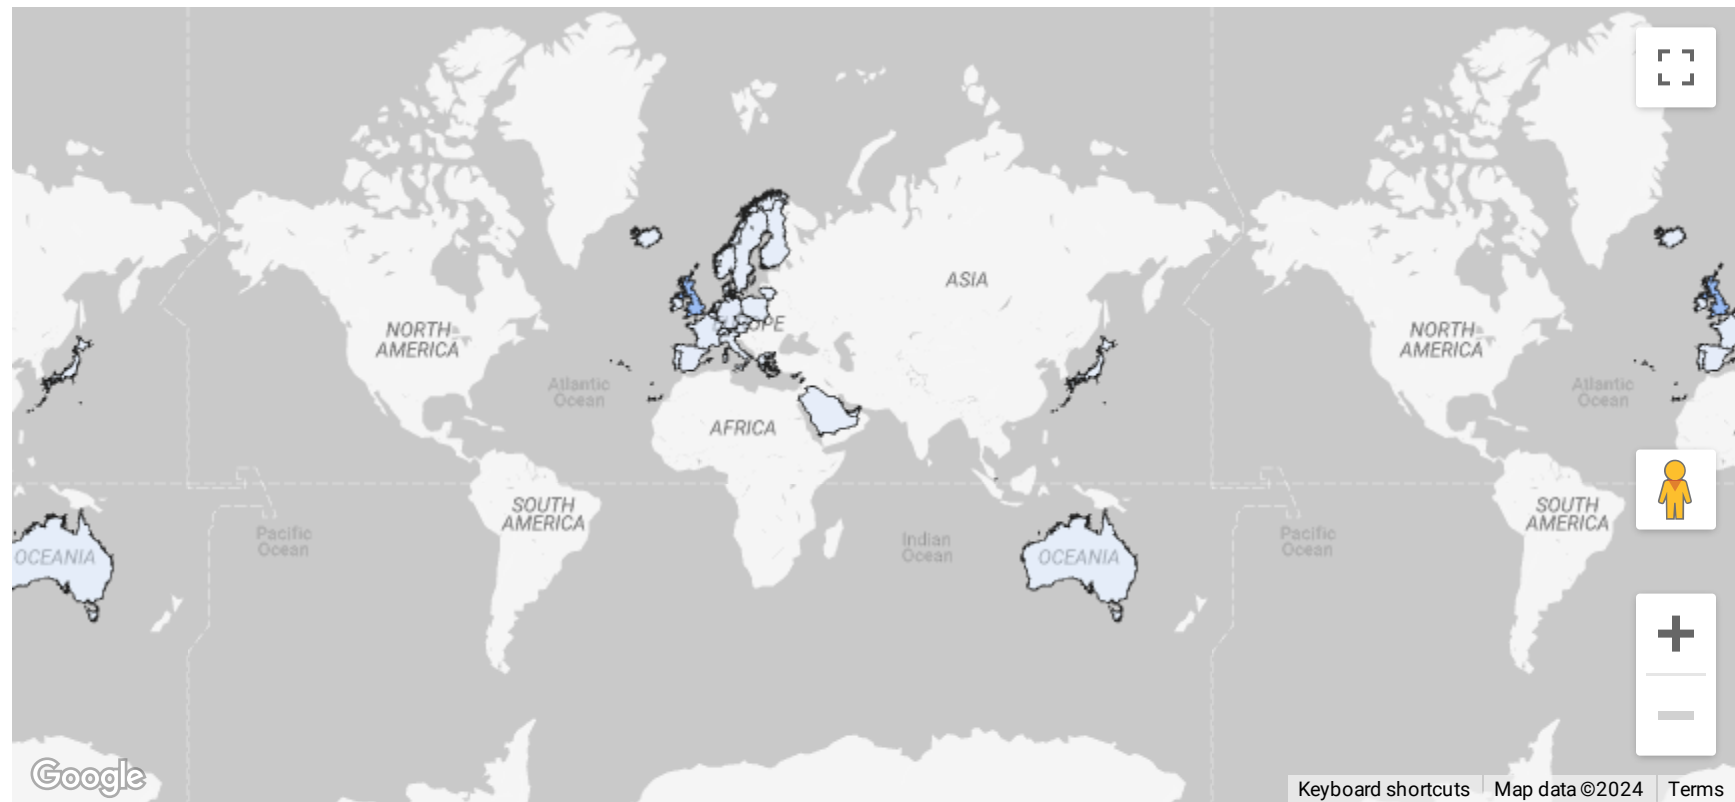 ASIA
OPE
NORTH
AMERICA
NORTH
AMERICA
Atlantic
Ocean
Atlantic
Ocean
AFRICA
SOUTH
AMERICA
SOUTH
AMERICA
Pacific
Ocean
Indian
Ocean
Pacific
Ocean
OCEANIA
OCEANIA
Google
Keyboard shortcuts
Map data ©2024
Terms